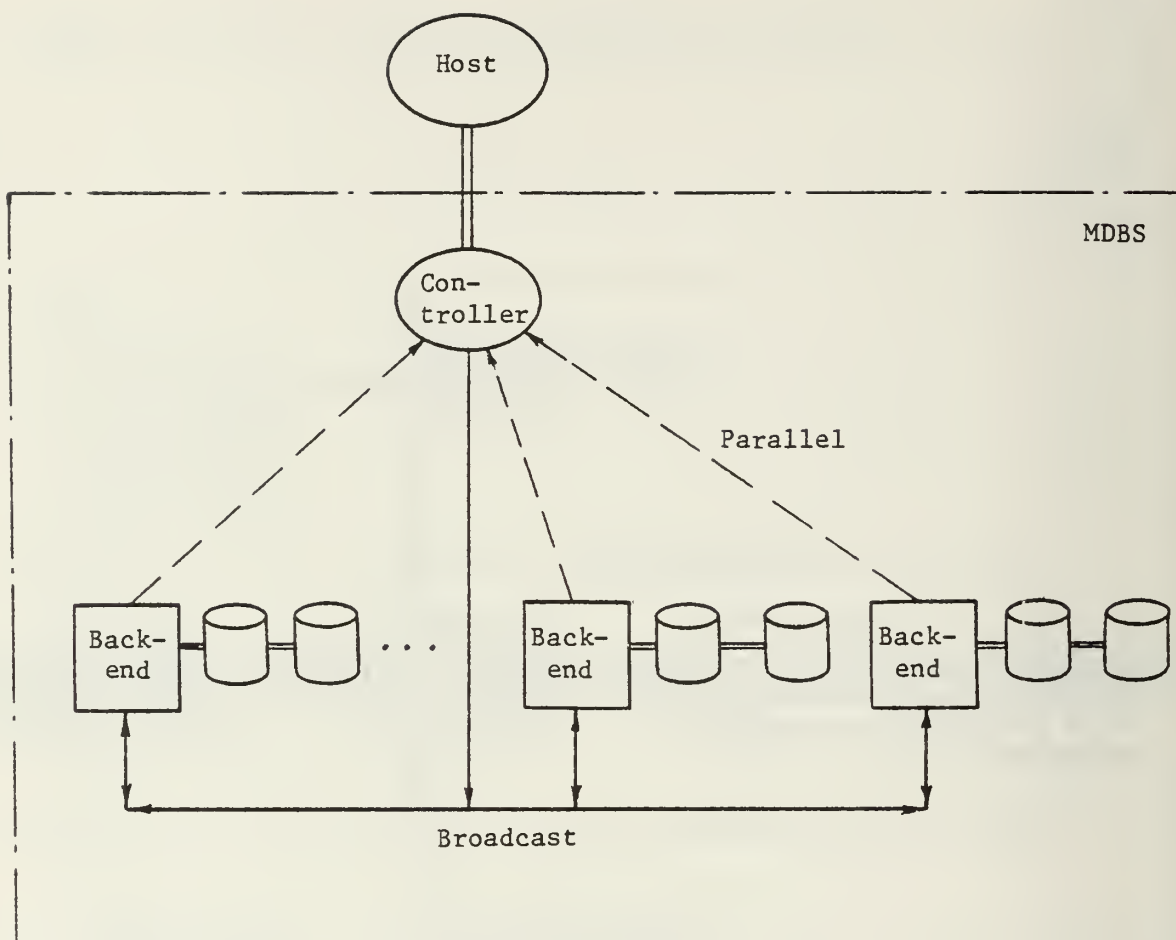 Host
MDBS
Con-
troller
Parallel
Back-
end
...
Back-
end
Back-
end
Broadcast